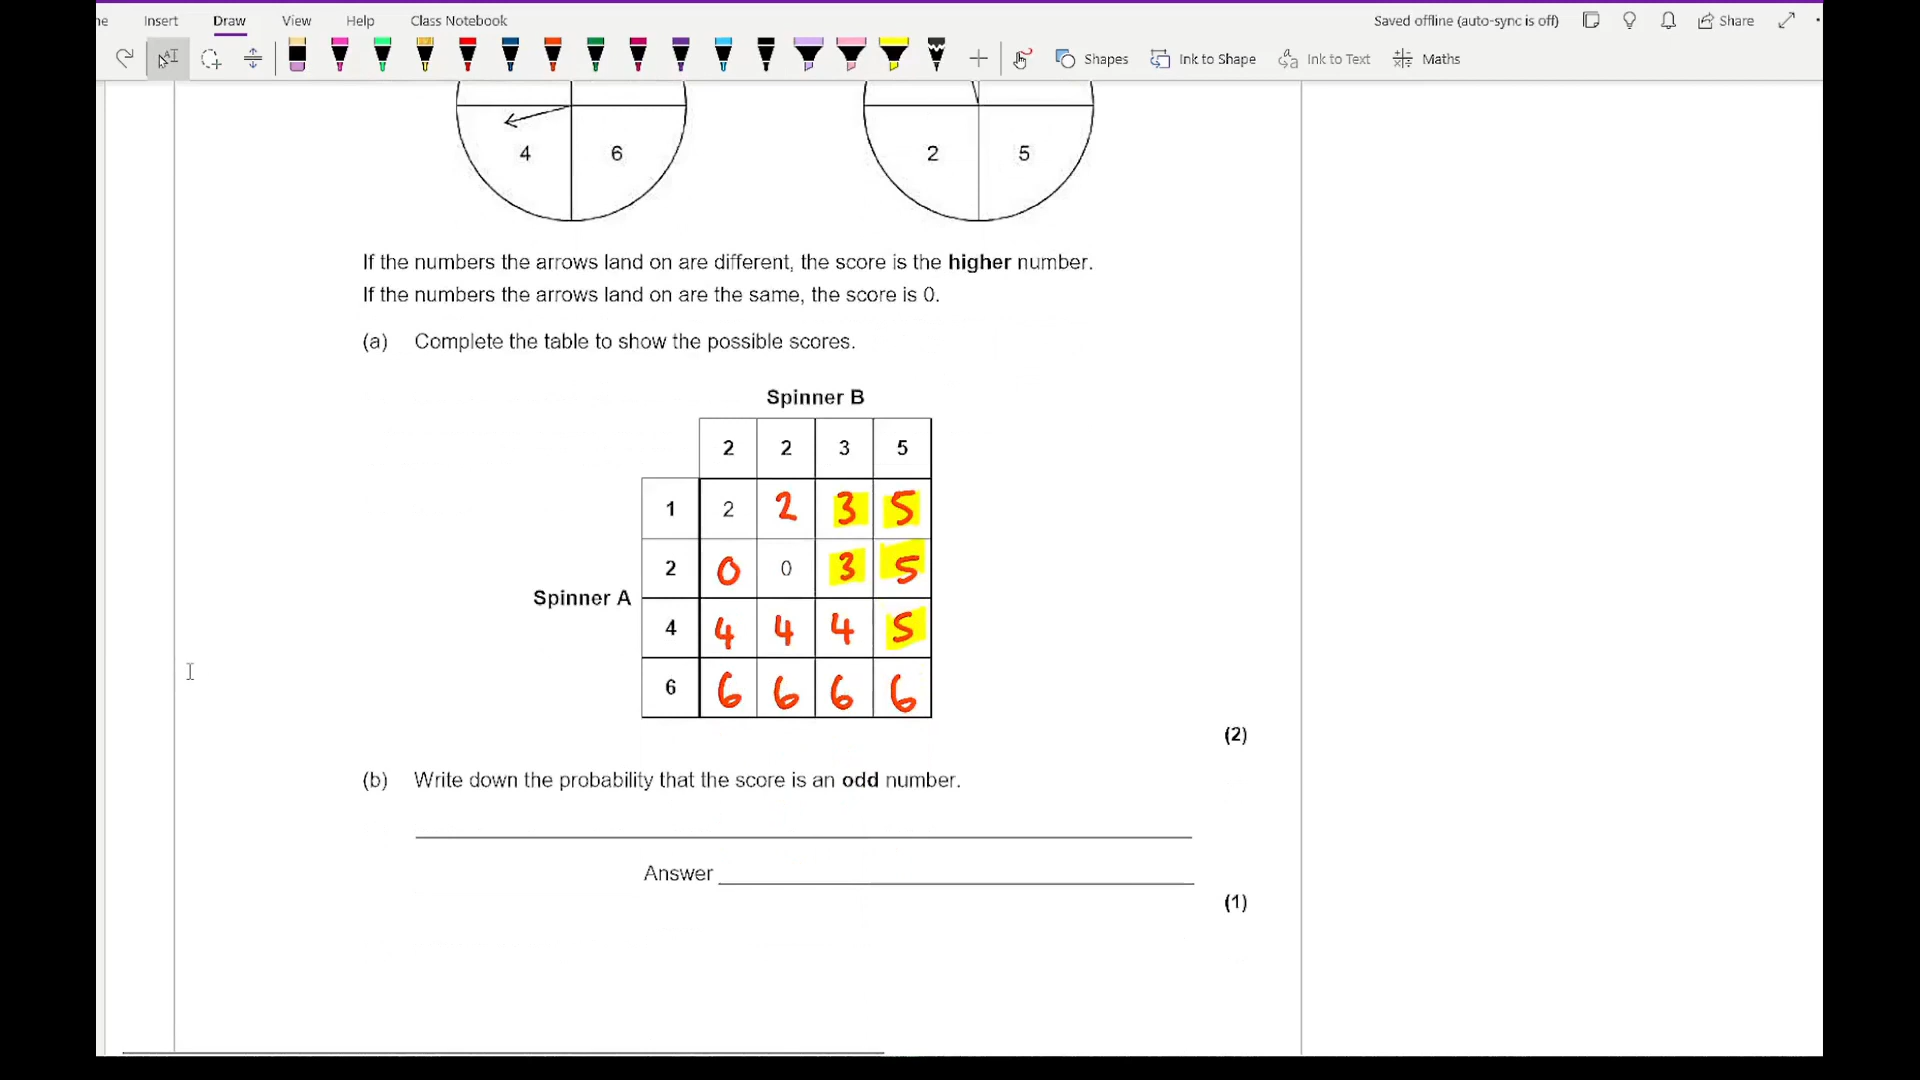 Insert Draw View Help Class Notebook Saved offline (auto-sync is off) Share
Shapes Ink to Shape Ink to Text Maths
4 6 2 5
If the numbers the arrows land on are different, the score is the higher number.
If the numbers the arrows land on are the same, the score is 0.
(a) Complete the table to show the possible scores.
Spinner B
2 2 3 5
1 2 2 3 5
2 0 0 3 5
Spinner A
4 4 4 4 5
6 6 6 6 6
(2)
(b) Write down the probability that the score is an odd number.
Answer
(1)